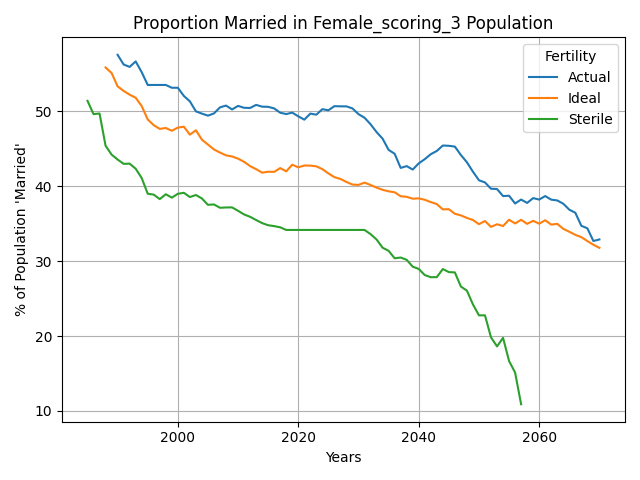 Proportion Married in Female_scoring_3 Population
% of Population 'Married'
50
40
30
20
10
Fertility
Actual
Ideal
Sterile
2000
2020
2040
2060
Years